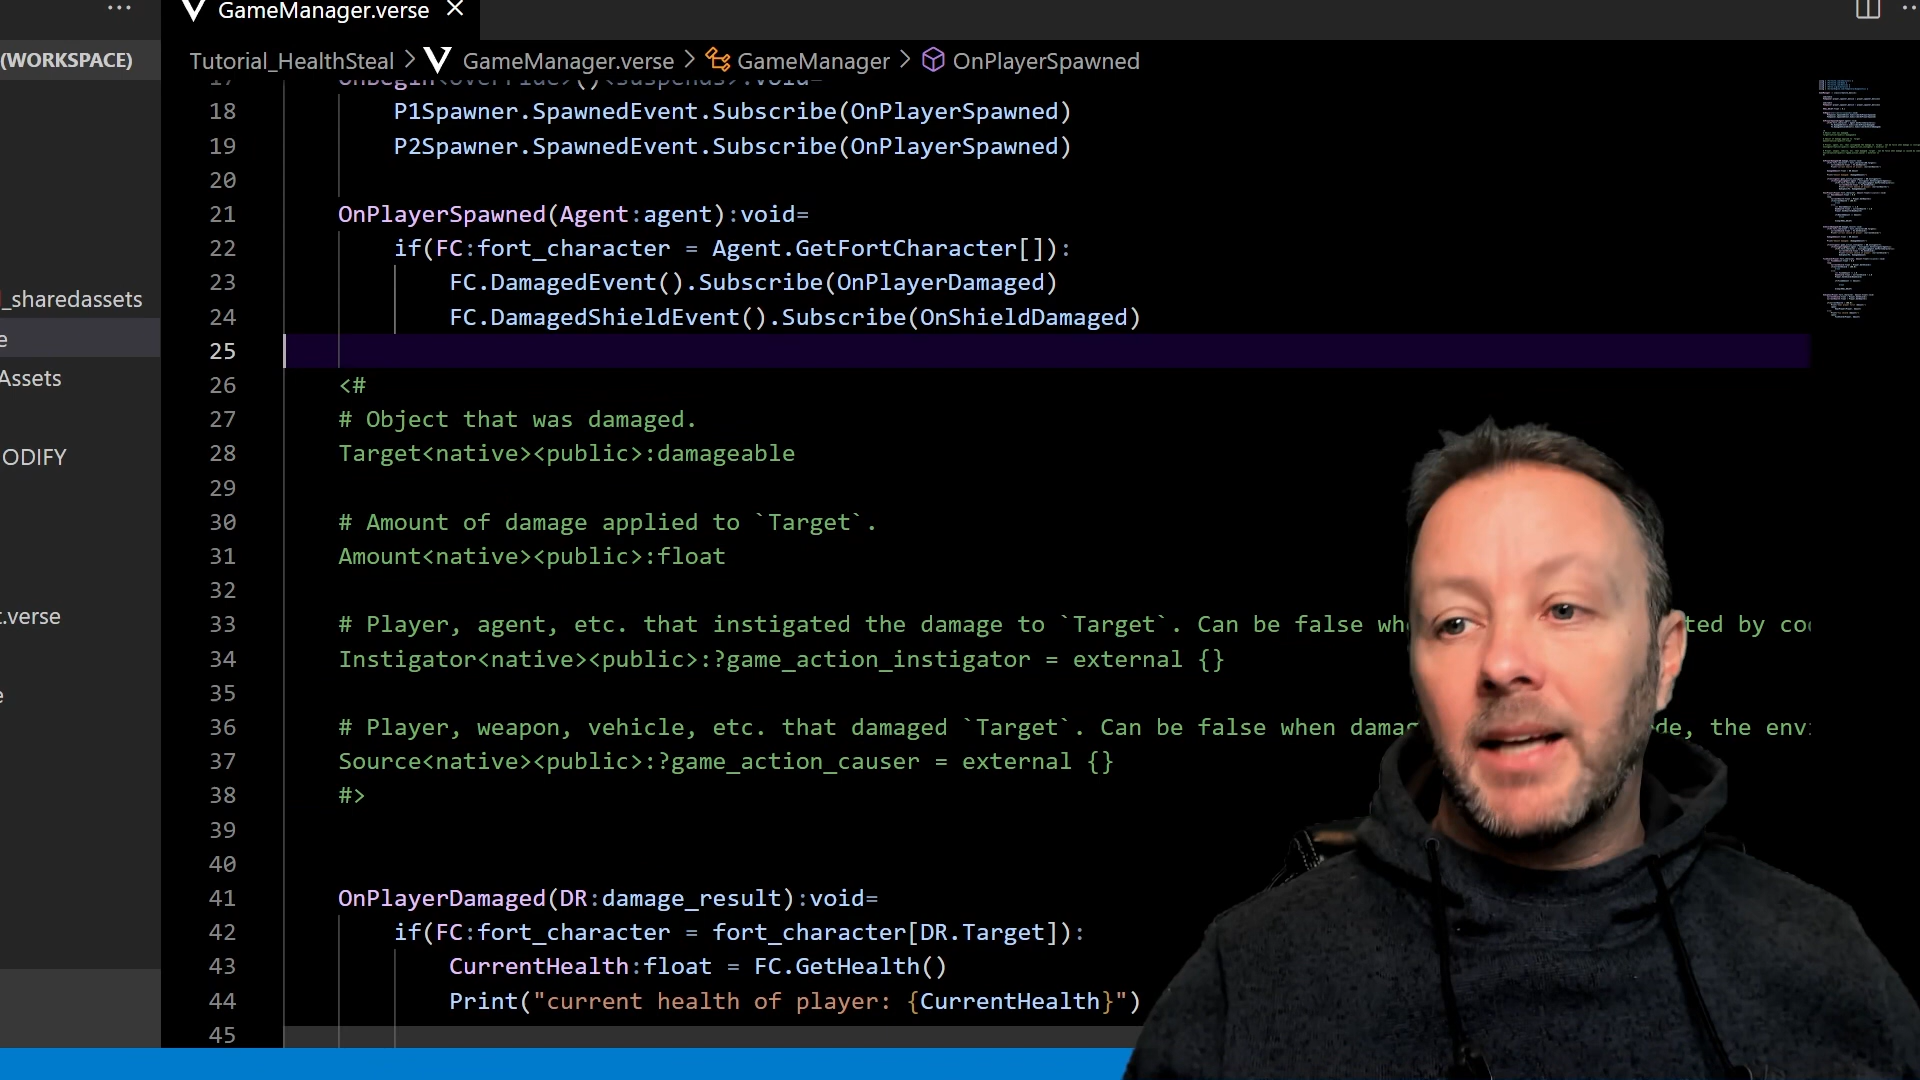 GameManager.verse
(WORKSPACE)
Tutorial_HealthSteal > GameManager.verse > GameManager > OnPlayerSpawned
17 OnBegin<override>()<suspends>:void=
18 P1Spawner.SpawnedEvent.Subscribe(OnPlayerSpawned)
19 P2Spawner.SpawnedEvent.Subscribe(OnPlayerSpawned)
20
21 OnPlayerSpawned(Agent:agent):void=
22 if(FC:fort_character = Agent.GetFortCharacter[]):
23 FC.DamagedEvent().Subscribe(OnPlayerDamaged)
_sharedassets
24 FC.DamagedShieldEvent().Subscribe(OnShieldDamaged)
e
25
Assets
26 <#
27 # Object that was damaged.
ODIFY
28 Target<native><public>:damageable
29
30 # Amount of damage applied to `Target`.
31 Amount<native><public>:float
32
.verse
33 # Player, agent, etc. that instigated the damage to `Target`. Can be false wh ted by co
34 Instigator<native><public>:?game_action_instigator = external {}
35
e
36 # Player, weapon, vehicle, etc. that damaged `Target`. Can be false when damag de, the env
37 Source<native><public>:?game_action_causer = external {}
38 #>
39
40
41 OnPlayerDamaged(DR:damage_result):void=
42 if(FC:fort_character = fort_character[DR.Target]):
43 CurrentHealth:float = FC.GetHealth()
44 Print("current health of player: {CurrentHealth}")
45